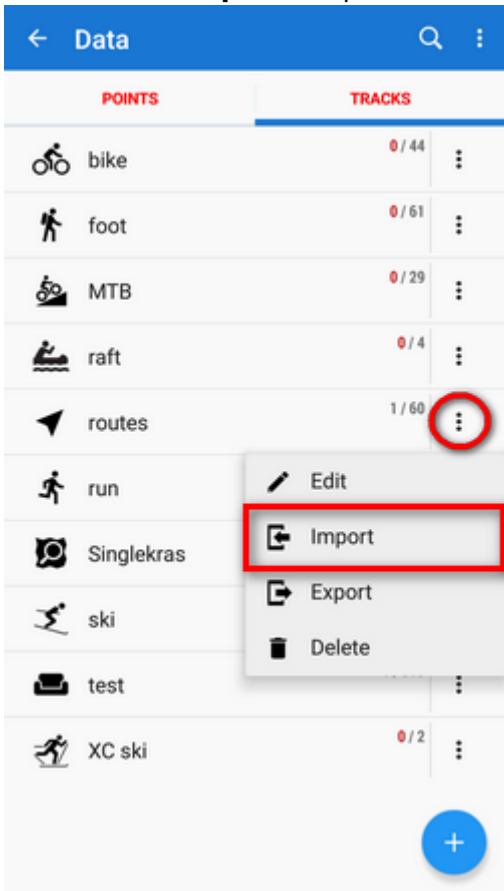 Data
POINTS TRACKS
bike 0 / 44
foot 0 / 61
MTB 0 / 29
raft 0 / 4
routes 1 / 60
run
Edit
Import
Singlekras
Export
ski
Delete
test
XC ski 0 / 2